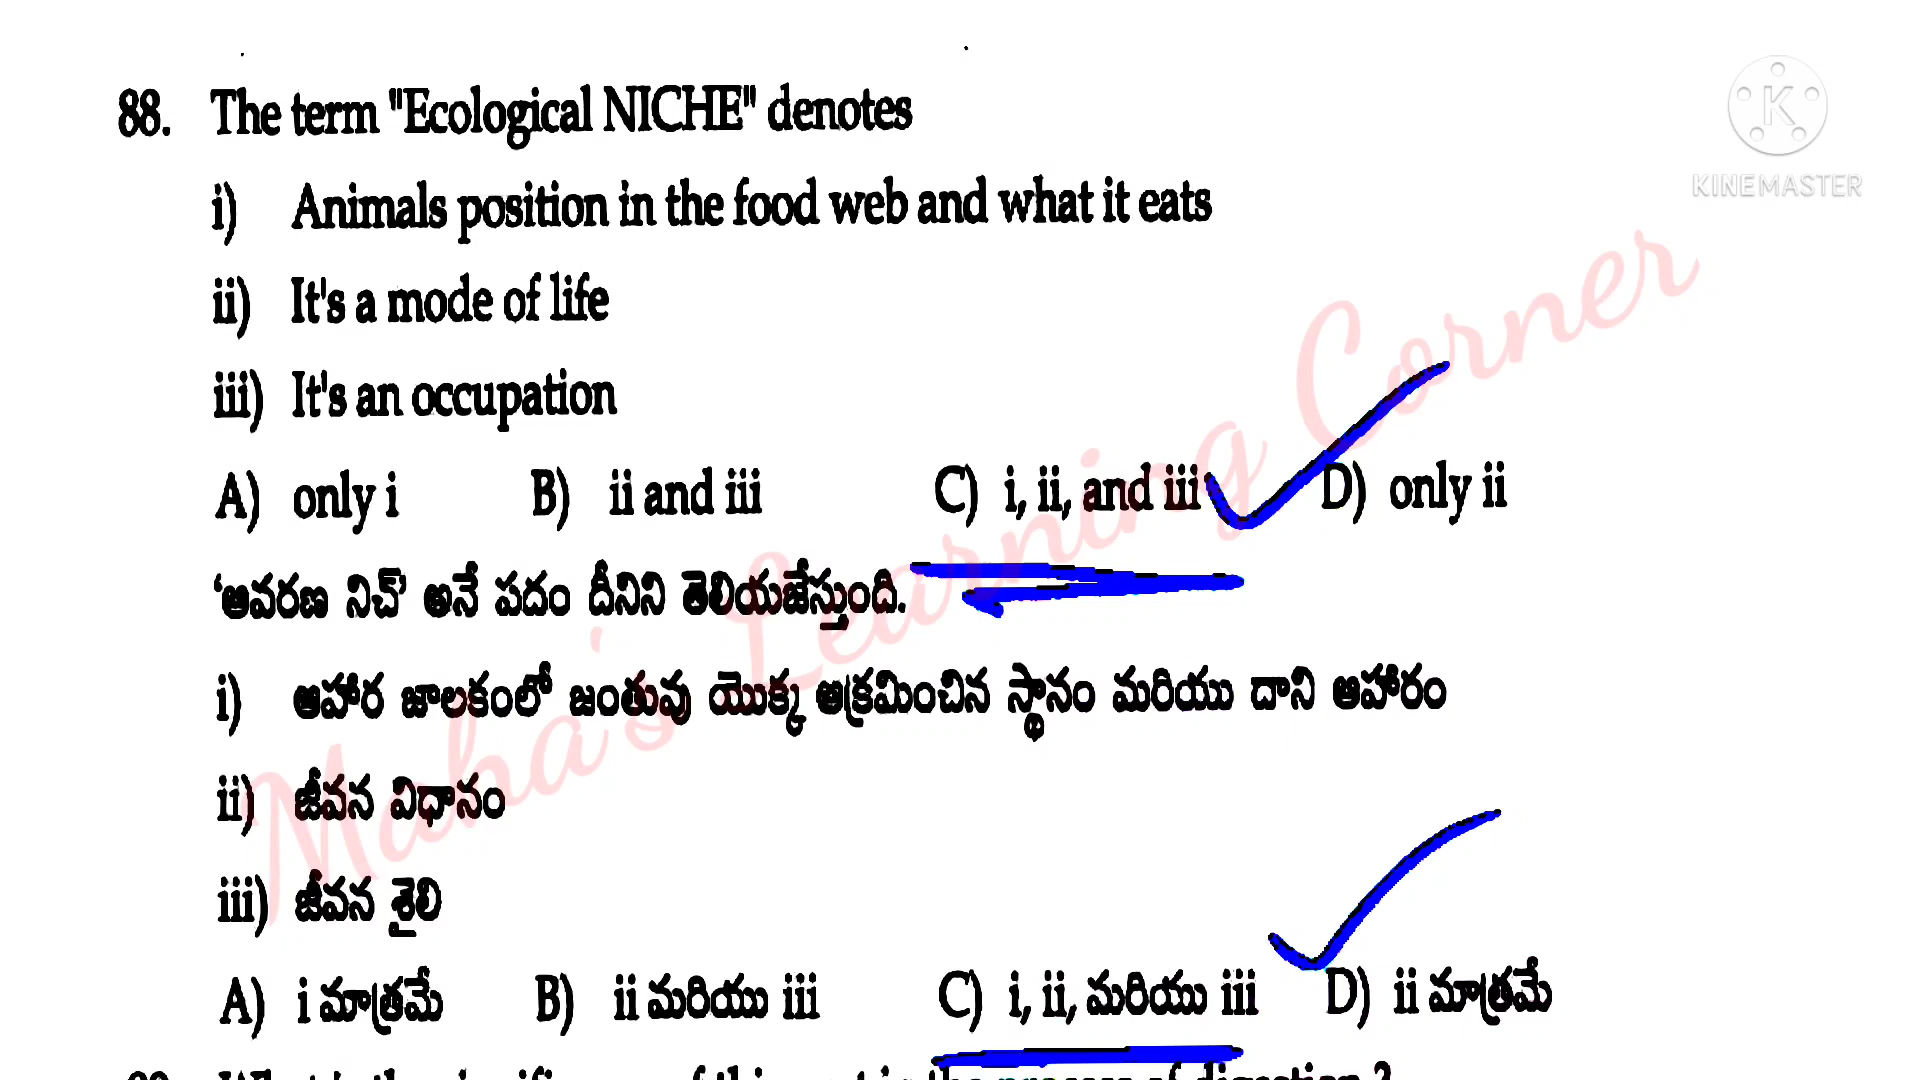 88. The term "Ecological NICHE" denotes
KINEMASTER
i) Animals position in the food web and what it eats
ii) It's a mode of life
iii) It's an occupation
A) only i B) ii and iii C) i, ii, and iii D) only ii
'ఆవరణ నిచ్' అనే పదం దీనిని తెలియజేస్తుంది.
i) ఆహార జాలకంలో జంతువు యొక్క ఆక్రమించిన స్థానం మరియు దాని ఆహారం
ii) జీవన విధానం
iii) జీవన శైలి
A) i మాత్రమే B) ii మరియు iii C) i, ii, మరియు iii D) ii మాత్రమే
Maha's Learning Corner